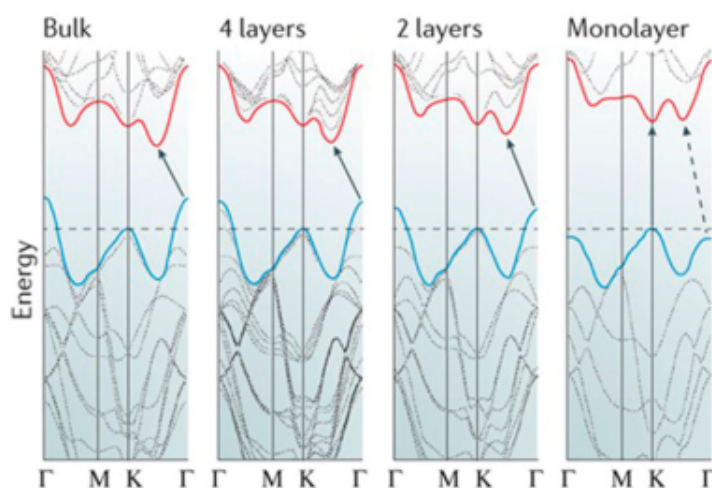 Bulk
4 layers
2 layers
Monolayer
Energy
Γ M K Γ
Γ M K Γ
Γ M K Γ
Γ M K Γ